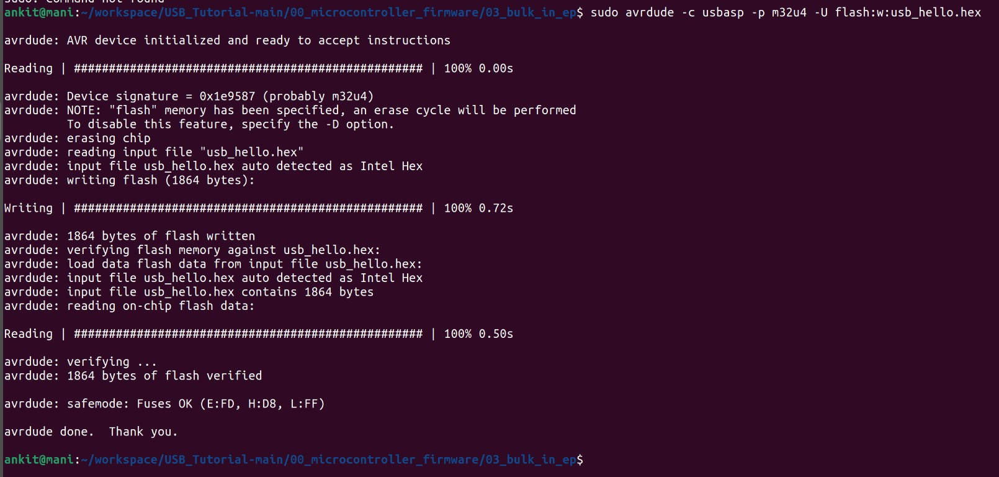 sudo: command not found
ankit@mani:~/workspace/USB_Tutorial-main/00_microcontroller_firmware/03_bulk_in_ep$ sudo avrdude -c usbasp -p m32u4 -U flash:w:usb_hello.hex
avrdude: AVR device initialized and ready to accept instructions
Reading | ################################################## | 100% 0.00s
avrdude: Device signature = 0x1e9587 (probably m32u4)
avrdude: NOTE: "flash" memory has been specified, an erase cycle will be performed
To disable this feature, specify the -D option.
avrdude: erasing chip
avrdude: reading input file "usb_hello.hex"
avrdude: input file usb_hello.hex auto detected as Intel Hex
avrdude: writing flash (1864 bytes):
Writing | ################################################## | 100% 0.72s
avrdude: 1864 bytes of flash written
avrdude: verifying flash memory against usb_hello.hex:
avrdude: load data flash data from input file usb_hello.hex:
avrdude: input file usb_hello.hex auto detected as Intel Hex
avrdude: input file usb_hello.hex contains 1864 bytes
avrdude: reading on-chip flash data:
Reading | ################################################## | 100% 0.50s
avrdude: verifying ...
avrdude: 1864 bytes of flash verified
avrdude: safemode: Fuses OK (E:FD, H:D8, L:FF)
avrdude done.  Thank you.
ankit@mani:~/workspace/USB_Tutorial-main/00_microcontroller_firmware/03_bulk_in_ep$